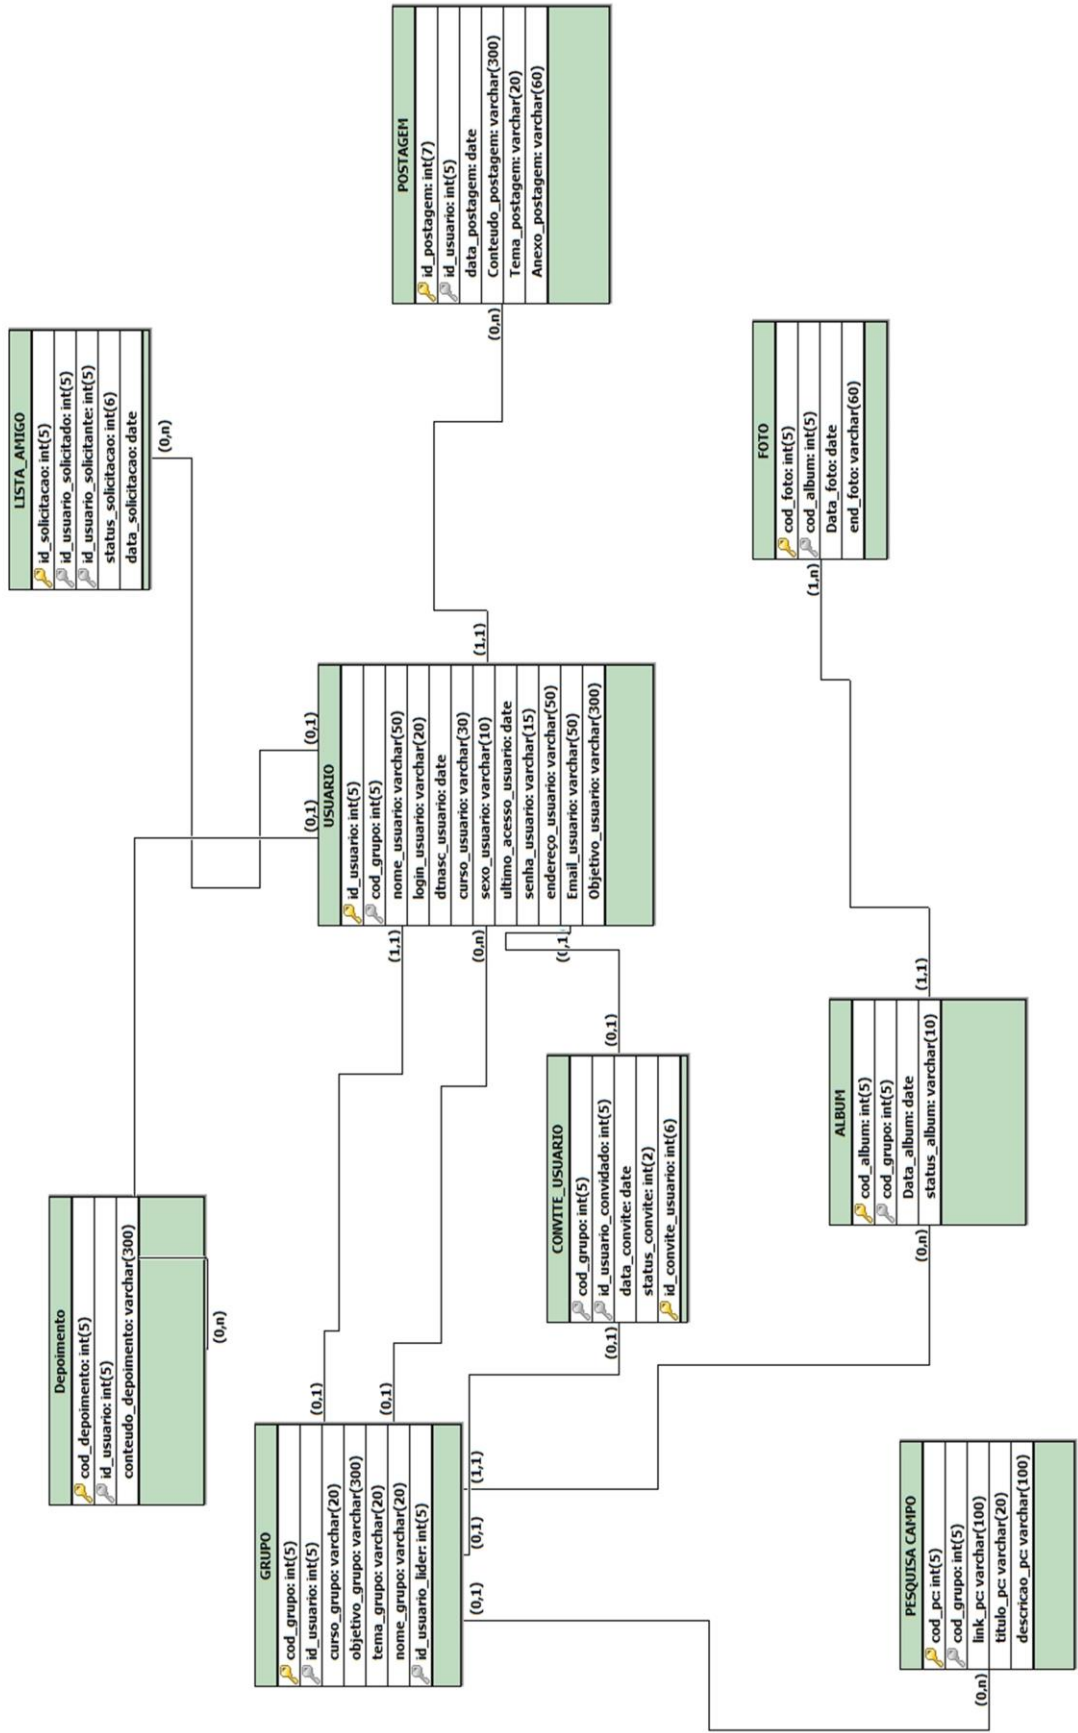 LISTA_AMIGO
id_solicitacao: int(5)
id_usuario_solicitado: int(5)
id_usuario_solicitante: int(5)
status_solicitacao: int(6)
data_solicitacao: date
(0,n)
Depoimento
cod_depoimento: int(5)
id_usuario: int(5)
conteudo_depoimento: varchar(300)
(0,n)
GRUPO
cod_grupo: int(5)
id_usuario: int(5)
curso_grupo: varchar(20)
objetivo_grupo: varchar(300)
tema_grupo: varchar(20)
nome_grupo: varchar(20)
id_usuario_lider: int(5)
(0,1)
(0,1)
(1,1)
(0,1)
(0,1)
USUARIO
id_usuario: int(5)
cod_grupo: int(5)
nome_usuario: varchar(50)
login_usuario: varchar(20)
dtnasc_usuario: date
curso_usuario: varchar(30)
sexo_usuario: varchar(10)
ultimo_acesso_usuario: date
senha_usuario: varchar(15)
endereço_usuario: varchar(50)
Email_usuario: varchar(50)
Objetivo_usuario: varchar(300)
(0,1)
(0,1)
(1,1)
(1,1)
(0,n)
(0,1)
POSTAGEM
id_postagem: int(7)
id_usuario: int(5)
data_postagem: date
Conteudo_postagem: varchar(300)
Tema_postagem: varchar(20)
Anexo_postagem: varchar(60)
(0,n)
CONVITE_USUARIO
cod_grupo: int(5)
id_usuario_convidado: int(5)
data_convite: date
status_convite: int(2)
id_convite_usuario: int(6)
(0,1)
(0,1)
FOTO
cod_foto: int(5)
cod_album: int(5)
Data_foto: date
end_foto: varchar(60)
(1,n)
ALBUM
cod_album: int(5)
cod_grupo: int(5)
Data_album: date
status_album: varchar(10)
(1,1)
(0,n)
PESQUISA CAMPO
cod_pc: int(5)
cod_grupo: int(5)
link_pc: varchar(100)
titulo_pc: varchar(20)
descricao_pc: varchar(100)
(0,n)